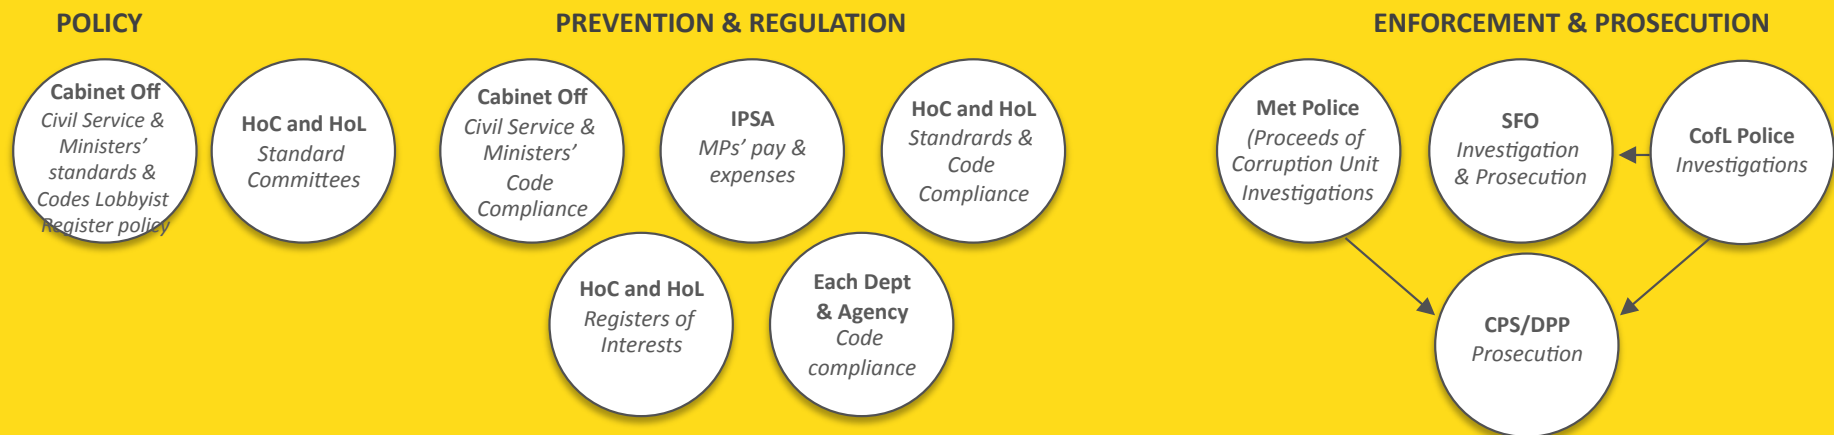 POLICY
Cabinet Off
Civil Service &
Ministers’
standards &
Codes Lobbyist
Register policy
HoC and HoL
Standard
Committees
PREVENTION & REGULATION
Cabinet Off
Civil Service &
Ministers’
Code
Compliance
IPSA
MPs’ pay &
expenses
HoC and HoL
Standrards &
Code
Compliance
HoC and HoL
Registers of
Interests
Each Dept
& Agency
Code
compliance
ENFORCEMENT & PROSECUTION
Met Police
(Proceeds of
Corruption Unit
Investigations
SFO
Investigation
& Prosecution
CofL Police
Investigations
CPS/DPP
Prosecution